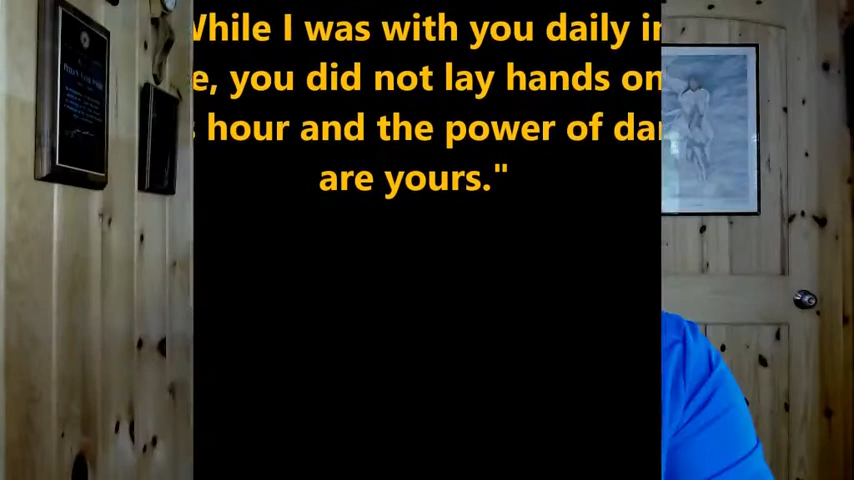 While I was with you daily in
e, you did not lay hands on
s hour and the power of dar
are yours."